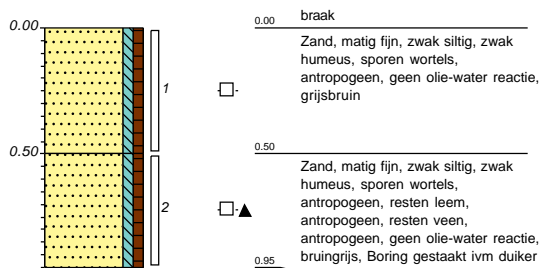 braak
0.00
0.00
Zand, matig fijn, zwak siltig, zwak
humeus, sporen wortels,
antropogeen, geen olie-water reactie,
grijsbruin
1
0.50
0.50
Zand, matig fijn, zwak siltig, zwak
humeus, sporen wortels,
antropogeen, resten leem,
antropogeen, resten veen,
antropogeen, geen olie-water reactie,
bruingrijs, Boring gestaakt ivm duiker
2
0.95